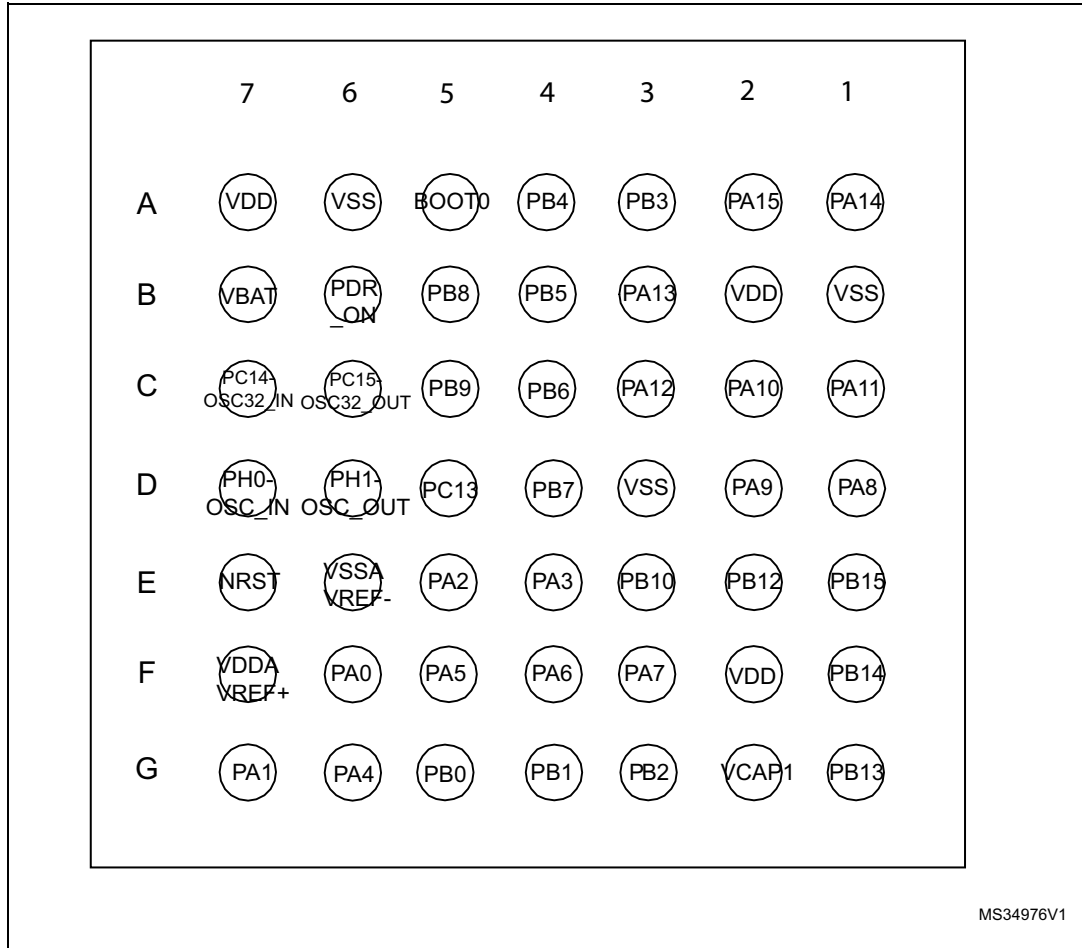 7 6 5 4 3 2 1
A VDD VSS BOOT0 PB4 PB3 PA15 PA14
B VBAT PDR _ON PB8 PB5 PA13 VDD VSS
C PC14- OSC32_IN PC15- OSC32_OUT PB9 PB6 PA12 PA10 PA11
D PH0- OSC_IN PH1- OSC_OUT PC13 PB7 VSS PA9 PA8
E NRST VSSA VREF- PA2 PA3 PB10 PB12 PB15
F VDDA VREF+ PA0 PA5 PA6 PA7 VDD PB14
G PA1 PA4 PB0 PB1 PB2 VCAP1 PB13
MS34976V1